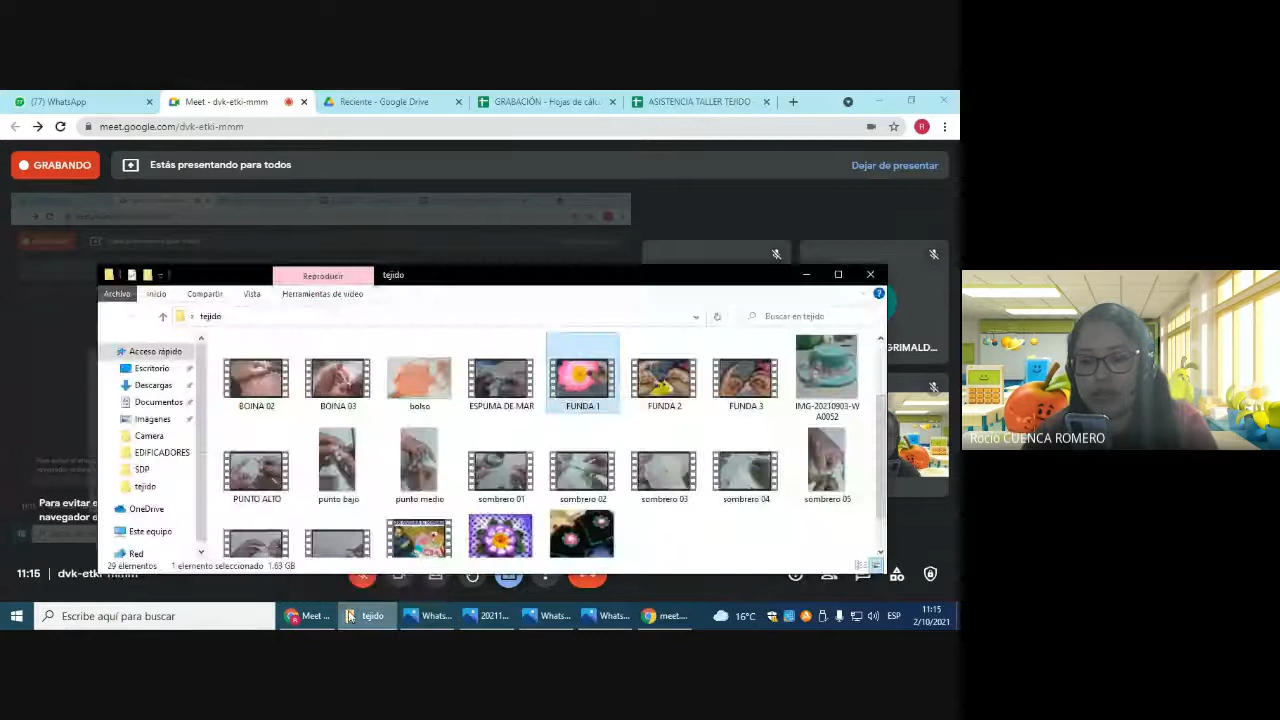 (77) WhatsApp
Meet - dvk-etki-mmm
Reciente - Google Drive
GRABACIÓN - Hojas de cálcu
ASISTENCIA TALLER TEJIDO
meet.google.com/dvk-etki-mmm
GRABANDO
Estás presentando para todos
Dejar de presentar
Reproducir
tejido
Archivo
Inicio
Compartir
Vista
Herramientas de video
tejido
Buscar en tejido
GRIMALD...
Acceso rápido
Escritorio
Descargas
Documentos
Imágenes
Camera
EDIFICADORES
SDP
tejido
OneDrive
Este equipo
Red
BOINA 02
BOINA 03
bolso
ESPUMA DE MAR
FUNDA 1
FUNDA 2
FUNDA 3
IMG-20210903-W
A0052
PUNTO ALTO
punto bajo
punto medio
sombrero 01
sombrero 02
sombrero 03
sombrero 04
sombrero 05
Para evitar e
navegador e
29 elementos
1 elemento seleccionado 1.63 GB
11:15
dvk-etki-mmm
Rocio CUENCA ROMERO
Escribe aquí para buscar
Meet ...
tejido
Whats...
20211...
Whats...
Whats...
meet....
16°C
ESP
11:15
2/10/2021